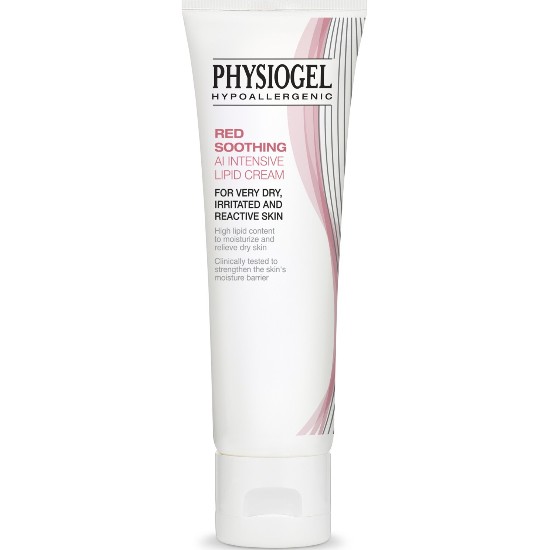 PHYSIOGEL
HYPOALLERGENIC
RED
SOOTHING
AI INTENSIVE
LIPID CREAM
FOR VERY DRY,
IRRITATED AND
REACTIVE SKIN
High lipid content
to moisturize and
relieve dry skin
Clinically tested to
strengthen the skin's
moisture barrier